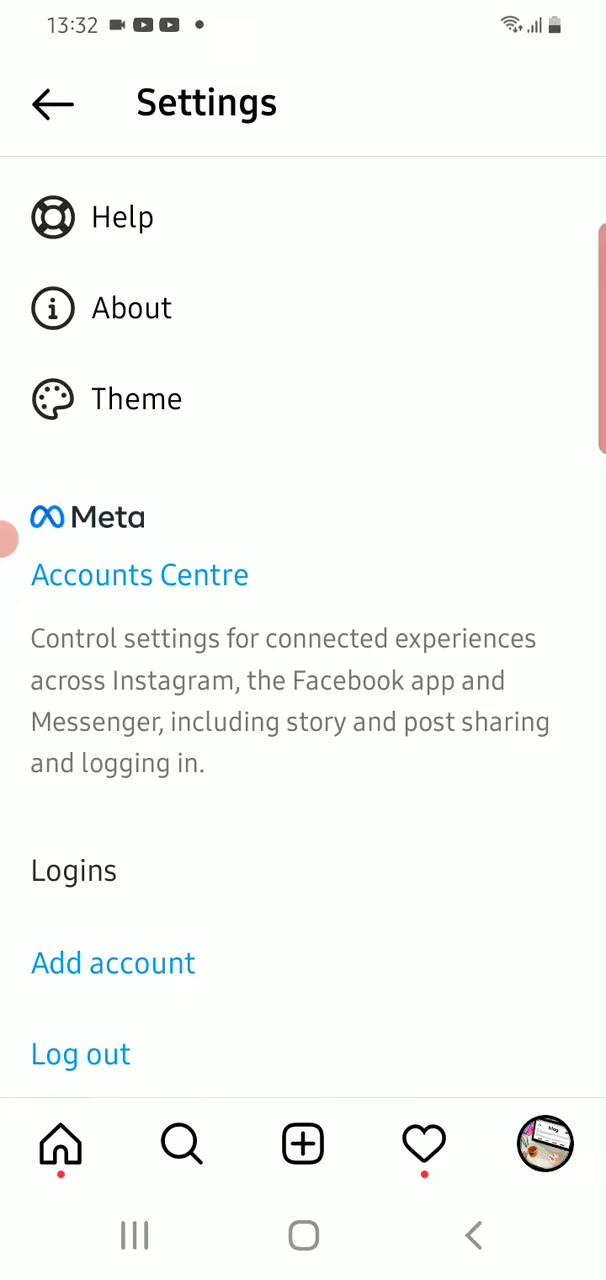 13:32
Settings
Help
About
Theme
Meta
Accounts Centre
Control settings for connected experiences
across Instagram, the Facebook app and
Messenger, including story and post sharing
and logging in.
Logins
Add account
Log out